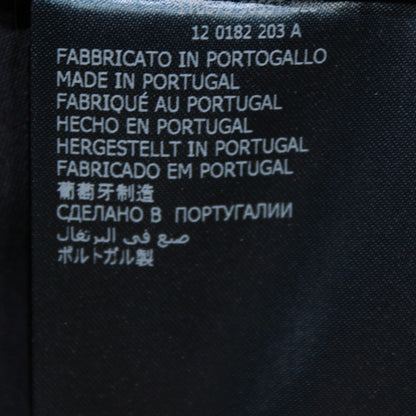 12 0182 203 A
FABBRICATO IN PORTOGALLO
MADE IN PORTUGAL
FABRIQUÉ AU PORTUGAL
HECHO EN PORTUGAL
HERGESTELLT IN PORTUGAL
FABRICADO EM PORTUGAL
葡萄牙制造
СДЕЛАНО В ПОРТУГАЛИИ
صنع فى البرتغال
ポルトガル製